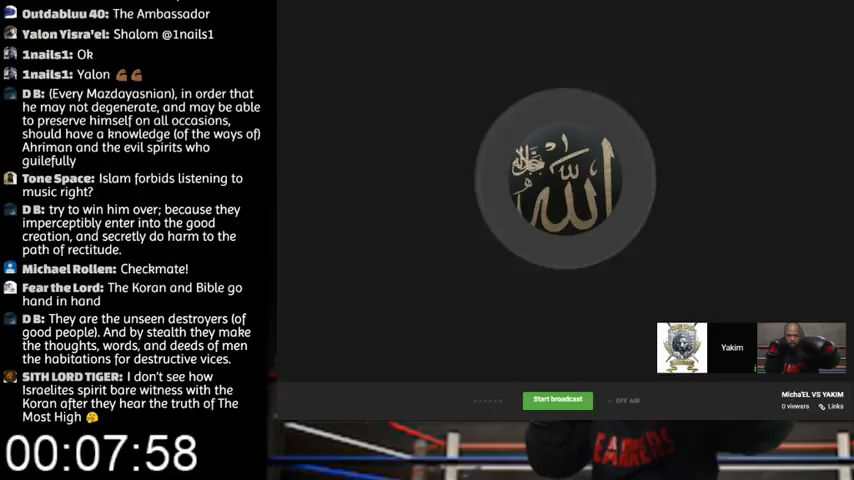 Outdabluu 40: The Ambassador
Yalon Yisra'el: Shalom @1nails1
1nails1: Ok
1nails1: Yalon 💪🏾 💪🏾
D B: (Every Mazdayasnian), in order that
he may not degenerate, and may be able
to preserve himself on all occasions,
should have a knowledge (of the ways of)
Ahriman and the evil spirits who
guilefully
Tone Space: Islam forbids listening to
music right?
D B: try to win him over; because they
imperceptibly enter into the good
creation, and secretly do harm to the
path of rectitude.
Michael Rollen: Checkmate!
Fear the Lord: The Koran and Bible go
hand in hand
D B: They are the unseen destroyers (of
good people). And by stealth they make
the thoughts, words, and deeds of men
the habitations for destructive vices.
SITH LORD TIGER: I don't see how
Israelites spirit bare witness with the
Koran after they hear the truth of The
Most High 🤔
00:07:58
الله
جل جلاله
Yakim
Start broadcast
OFF AIR
Micha'EL VS YAKIM
0 viewers
Links